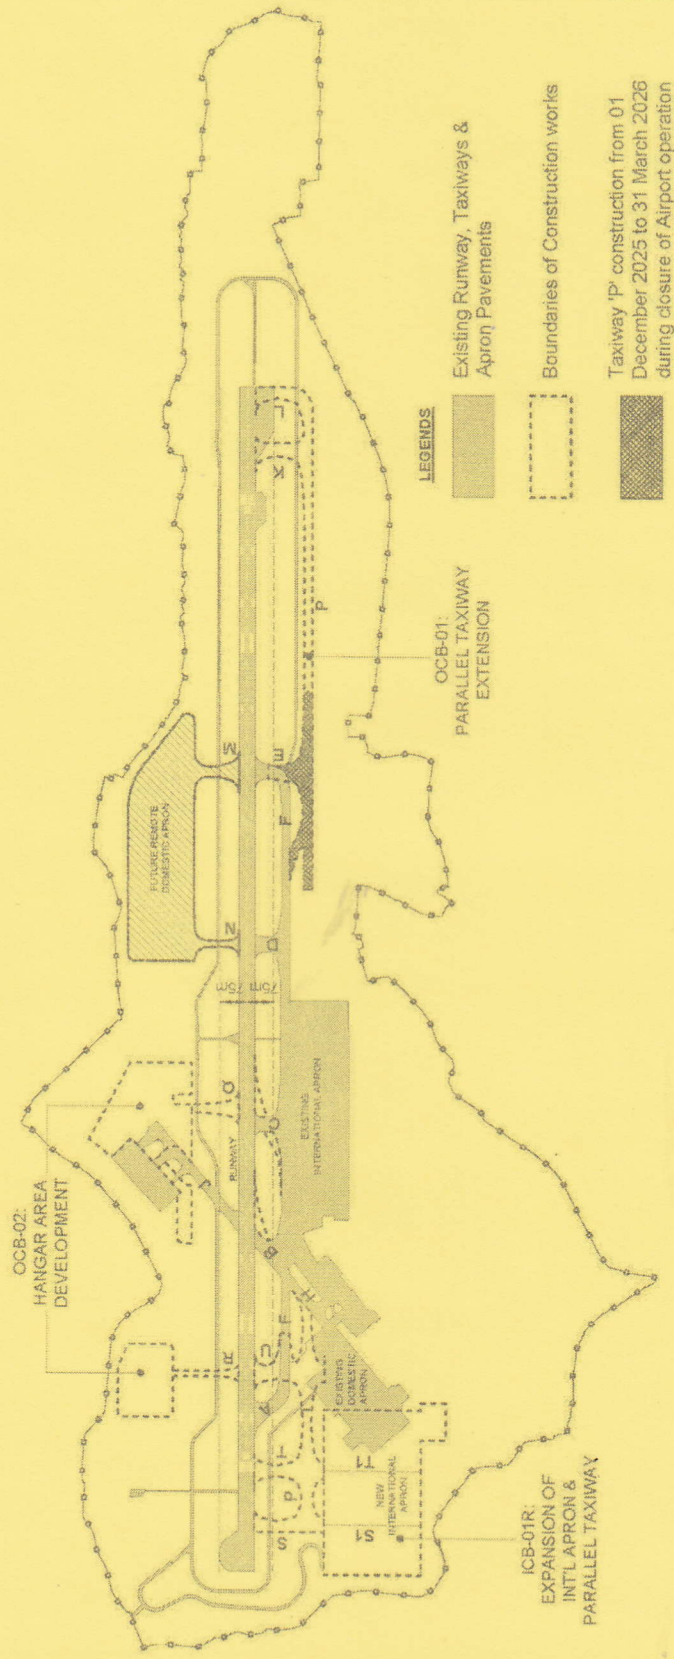 OCB-02:
HANGAR AREA
DEVELOPMENT
FUTURE REMOTE
DOMESTIC APRON
R
J
O
N
M
RUNWAY
75m
75m
S
P
T
A
U
F
B
H
C
D
F
E
K
L
P
S1
T1
NEW
INTERNATIONAL
APRON
EXISTING
DOMESTIC
APRON
EXISTING
INTERNATIONAL APRON
ICB-01R:
EXPANSION OF
INT'L APRON &
PARALLEL TAXIWAY
OCB-01:
PARALLEL TAXIWAY
EXTENSION
LEGENDS
Existing Runway, Taxiways &
Apron Pavements
Boundaries of Construction works
Taxiway 'P' construction from 01
December 2025 to 31 March 2026
during closure of Airport operation